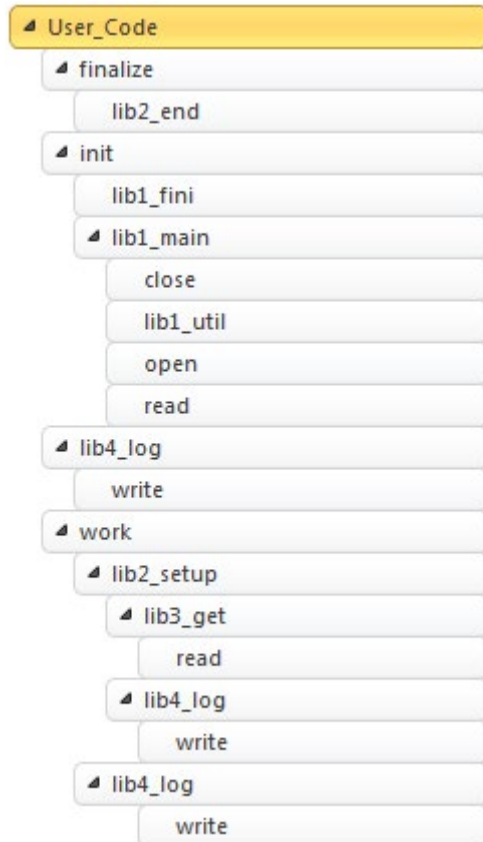 User_Code
finalize
lib2_end
init
lib1_fini
lib1_main
close
lib1_util
open
read
lib4_log
write
work
lib2_setup
lib3_get
read
lib4_log
write
lib4_log
write